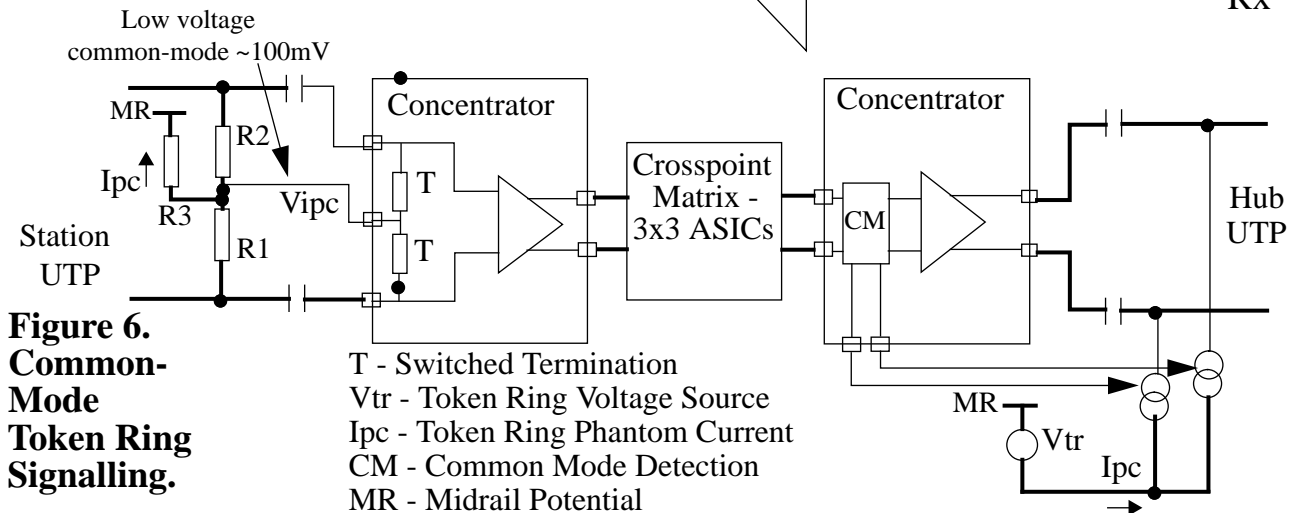 Rx
Low voltage
common-mode ~100mV
MR
R2
Ipc
R3
Vipc
R1
Station
UTP
Concentrator
T
T
Crosspoint
Matrix -
3x3 ASICs
Concentrator
CM
Hub
UTP
MR
Vtr
Ipc
Figure 6.
Common-
Mode
Token Ring
Signalling.
T - Switched Termination
Vtr - Token Ring Voltage Source
Ipc - Token Ring Phantom Current
CM - Common Mode Detection
MR - Midrail Potential